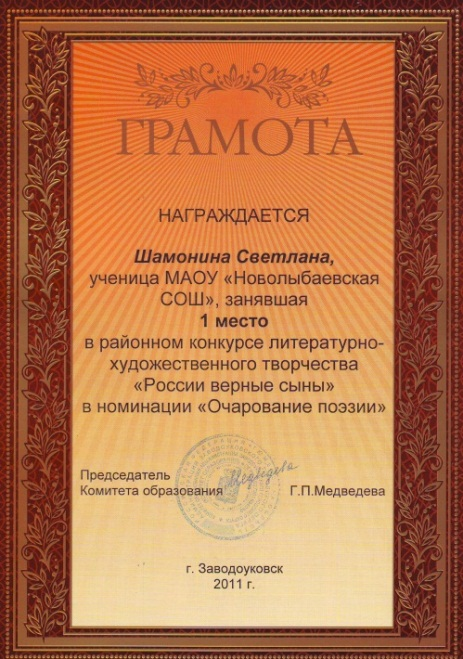 ГРАМОТА
НАГРАЖДАЕТСЯ
Шамонина Светлана,
ученица МАОУ «Новолыбаевская
СОШ», занявшая
1 место
в районном конкурсе литературно-
художественного творчества
«России верные сыны»
в номинации «Очарование поэзии»
Председатель
Комитета образования Медведева Г.П.Медведева
г. Заводоуковск
2011 г.